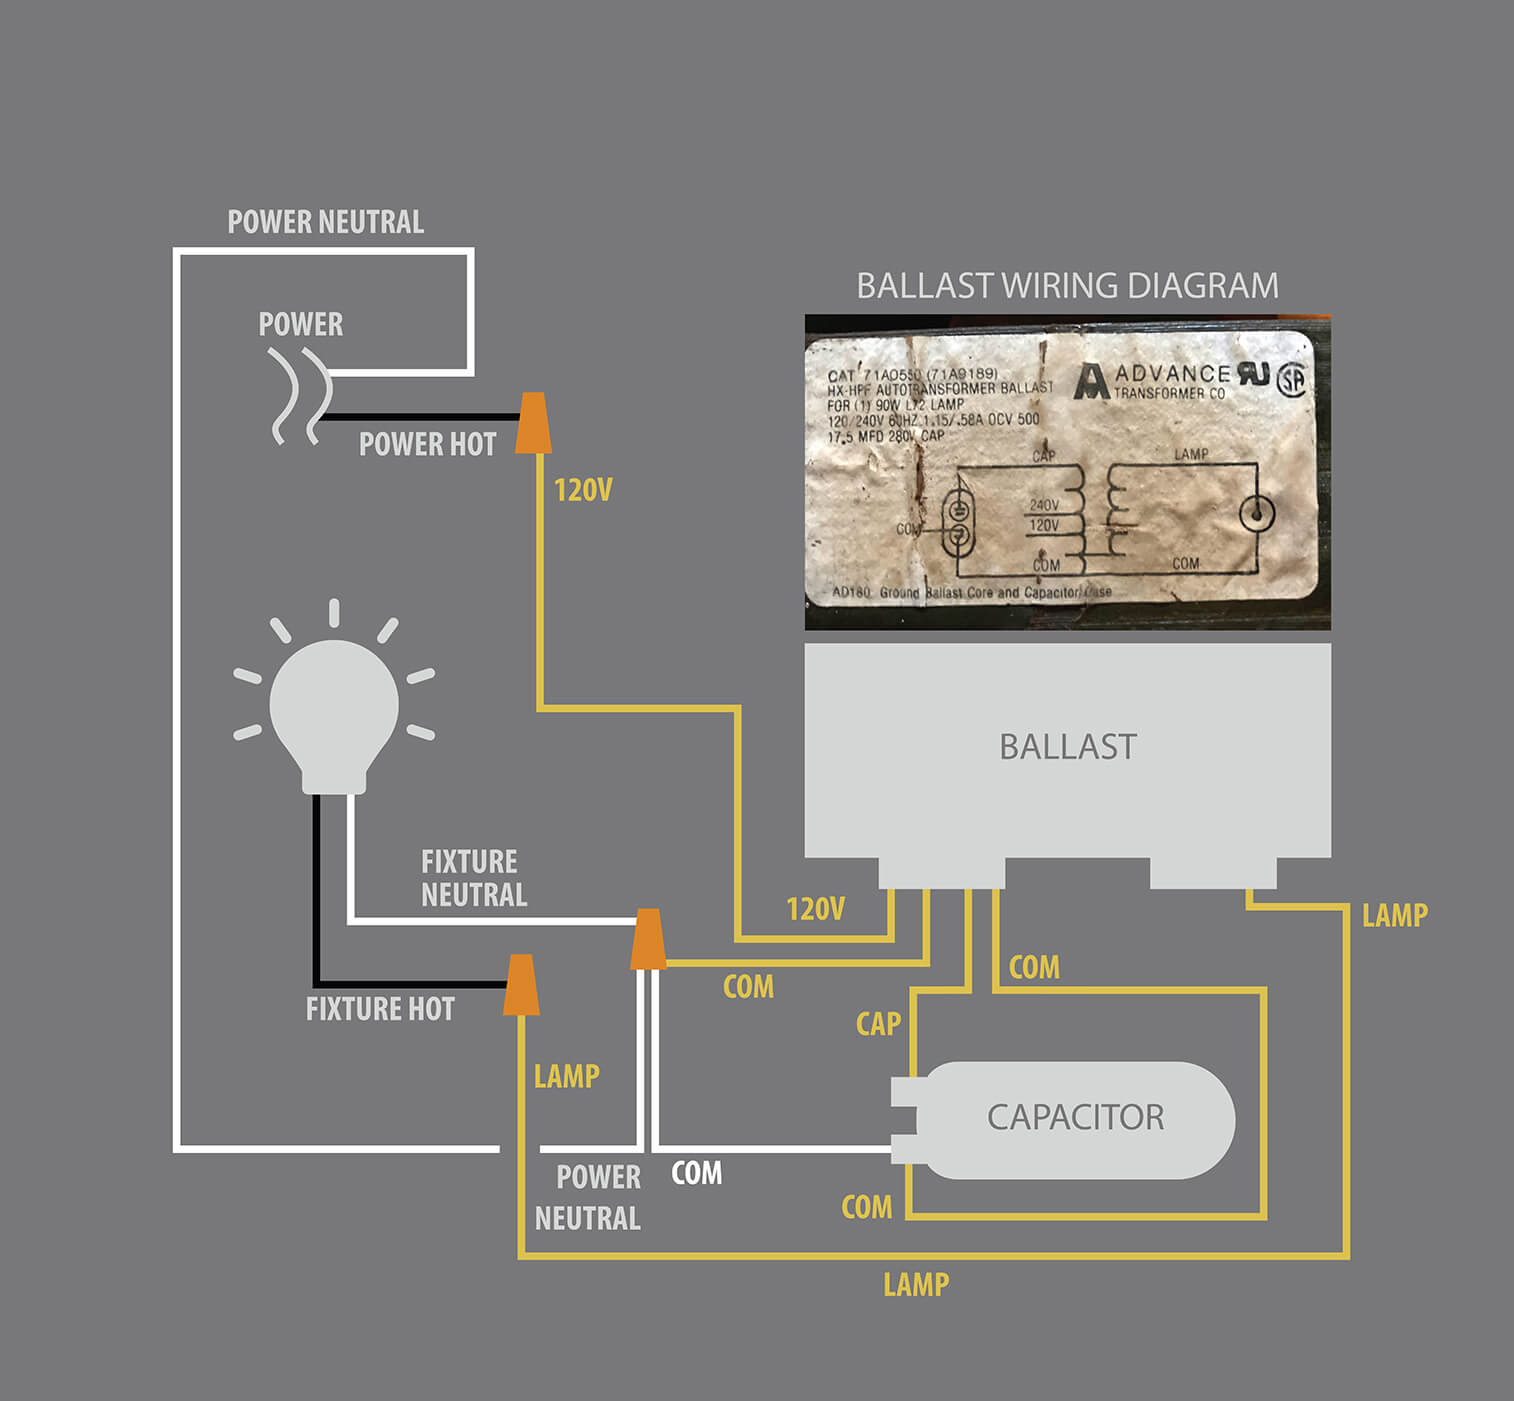 POWER NEUTRAL
POWER
POWER HOT
120V
BALLAST WIRING DIAGRAM
CAT 71A0550 (71A9189)
HX-HPF AUTOTRANSFORMER BALLAST
FOR (1) 90W L72 LAMP
120/240V 60HZ 1.15/.58A OCV 500
17.5 MFD 280V CAP
ADVANCE
TRANSFORMER CO
CAP
LAMP
240V
120V
COM
COM
COM
AD180 Ground Ballast Core and Capacitor Case
BALLAST
FIXTURE
NEUTRAL
120V
LAMP
COM
COM
FIXTURE HOT
CAP
LAMP
CAPACITOR
POWER
NEUTRAL
COM
COM
LAMP